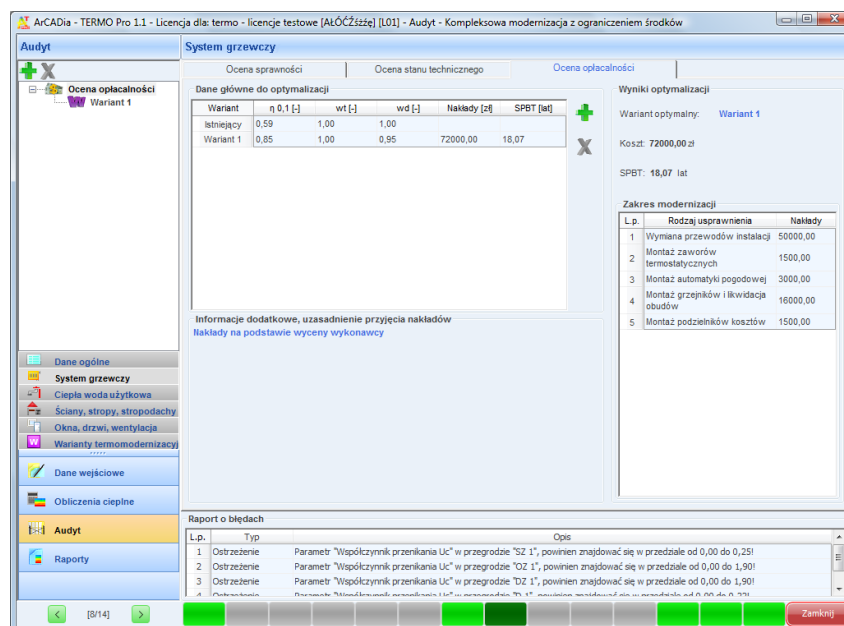 ArCADia - TERMO Pro 1.1 - Licencja dla: termo - licencje testowe [AŁÓĆŹśżźę] [L01] - Audyt - Kompleksowa modernizacja z ograniczeniem środków
Audyt
System grzewczy
Ocena opłacalności
Wariant 1
Ocena sprawności
Ocena stanu technicznego
Ocena opłacalności
Dane główne do optymalizacji
Wariant η 0,1 [-] wt [-] wd [-] Nakłady [zł] SPBT [lat]
Istniejący 0,59 1,00 1,00
Wariant 1 0,85 1,00 0,95 72000,00 18,07
Informacje dodatkowe, uzasadnienie przyjęcia nakładów
Nakłady na podstawie wyceny wykonawcy
Wyniki optymalizacji
Wariant optymalny: Wariant 1
Koszt: 72000,00 zł
SPBT: 18,07 lat
Zakres modernizacji
L.p. Rodzaj usprawnienia Nakłady
1 Wymiana przewodów instalacji 50000,00
2 Montaż zaworów
termostatycznych 1500,00
3 Montaż automatyki pogodowej 3000,00
4 Montaż grzejników i likwidacja
obudów 16000,00
5 Montaż podzielników kosztów 1500,00
Dane ogólne
System grzewczy
Ciepła woda użytkowa
Ściany, stropy, stropodachy
Okna, drzwi, wentylacja
Warianty termomodernizacyj
Dane wejściowe
Obliczenia cieplne
Audyt
Raporty
[8/14]
Raport o błędach
L.p. Typ Opis
1 Ostrzeżenie Parametr "Współczynnik przenikania Uc" w przegrodzie "SZ 1", powinien znajdować się w przedziale od 0,00 do 0,25!
2 Ostrzeżenie Parametr "Współczynnik przenikania Uc" w przegrodzie "OZ 1", powinien znajdować się w przedziale od 0,00 do 1,90!
3 Ostrzeżenie Parametr "Współczynnik przenikania Uc" w przegrodzie "DZ 1", powinien znajdować się w przedziale od 0,00 do 1,90!
Zamknij